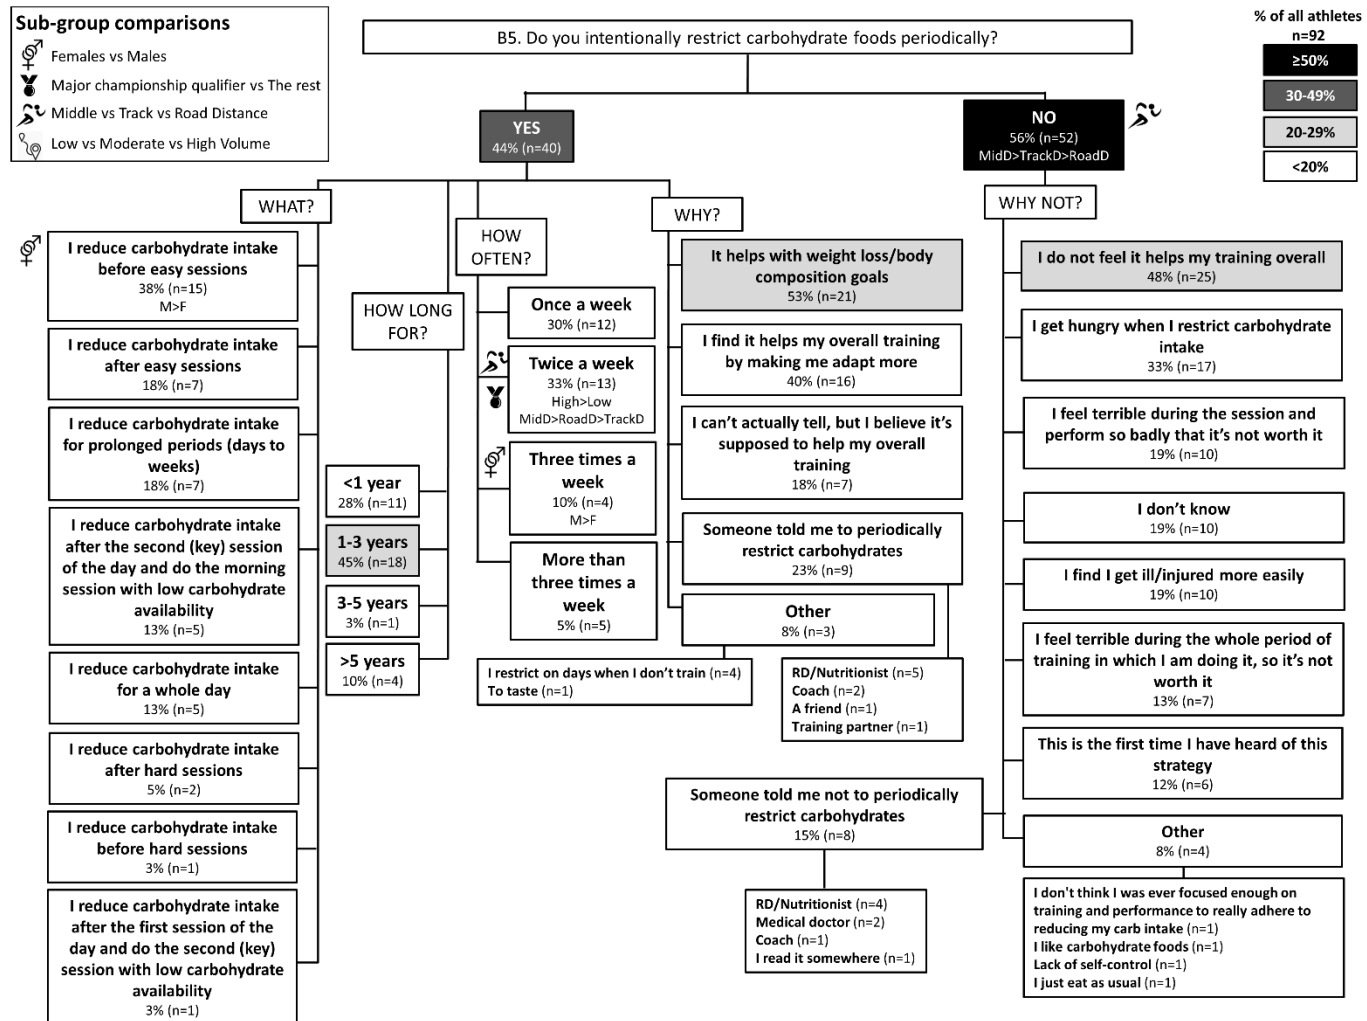 Sub-group comparisons
Females vs Males
Major championship qualifier vs The rest
Middle vs Track vs Road Distance
Low vs Moderate vs High Volume
B5. Do you intentionally restrict carbohydrate foods periodically?
% of all athletes
n=92
≥50%
30-49%
20-29%
<20%
YES
44% (n=40)
NO
56% (n=52)
MidD>TrackD>RoadD
WHAT?
I reduce carbohydrate intake
before easy sessions
38% (n=15)
M>F
I reduce carbohydrate intake
after easy sessions
18% (n=7)
I reduce carbohydrate intake
for prolonged periods (days to
weeks)
18% (n=7)
I reduce carbohydrate intake
after the second (key) session
of the day and do the morning
session with low carbohydrate
availability
13% (n=5)
I reduce carbohydrate intake
for a whole day
13% (n=5)
I reduce carbohydrate intake
after hard sessions
5% (n=2)
I reduce carbohydrate intake
before hard sessions
3% (n=1)
I reduce carbohydrate intake
after the first session of the
day and do the second (key)
session with low carbohydrate
availability
3% (n=1)
HOW LONG
FOR?
<1 year
28% (n=11)
1-3 years
45% (n=18)
3-5 years
3% (n=1)
>5 years
10% (n=4)
HOW
OFTEN?
Once a week
30% (n=12)
Twice a week
33% (n=13)
High>Low
MidD>RoadD>TrackD
Three times a
week
10% (n=4)
M>F
More than
three times a
week
5% (n=5)
WHY?
It helps with weight loss/body
composition goals
53% (n=21)
I find it helps my overall training
by making me adapt more
40% (n=16)
I can't actually tell, but I believe it's
supposed to help my overall
training
18% (n=7)
Someone told me to periodically
restrict carbohydrates
23% (n=9)
Other
8% (n=3)
I restrict on days when I don't train (n=4)
To taste (n=1)
RD/Nutritionist (n=5)
Coach (n=2)
A friend (n=1)
Training partner (n=1)
WHY NOT?
I do not feel it helps my training overall
48% (n=25)
I get hungry when I restrict carbohydrate
intake
33% (n=17)
I feel terrible during the session and
perform so badly that it's not worth it
19% (n=10)
I don't know
19% (n=10)
I find I get ill/injured more easily
19% (n=10)
I feel terrible during the whole period of
training in which I am doing it, so it's not
worth it
13% (n=7)
This is the first time I have heard of this
strategy
12% (n=6)
Someone told me not to periodically
restrict carbohydrates
15% (n=8)
RD/Nutritionist (n=4)
Medical doctor (n=2)
Coach (n=1)
I read it somewhere (n=1)
Other
8% (n=4)
I don't think I was ever focused enough on
training and performance to really adhere to
reducing my carb intake (n=1)
I like carbohydrate foods (n=1)
Lack of self-control (n=1)
I just eat as usual (n=1)